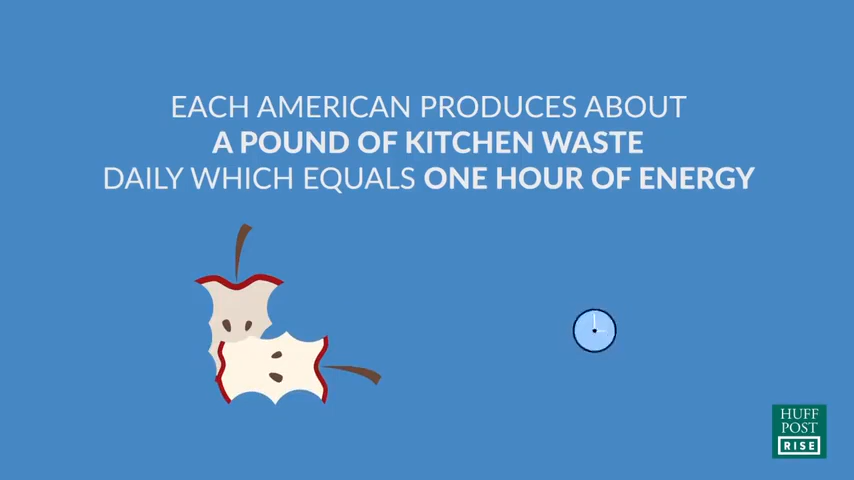 EACH AMERICAN PRODUCES ABOUT
A POUND OF KITCHEN WASTE
DAILY WHICH EQUALS ONE HOUR OF ENERGY
HUFF
POST
RISE